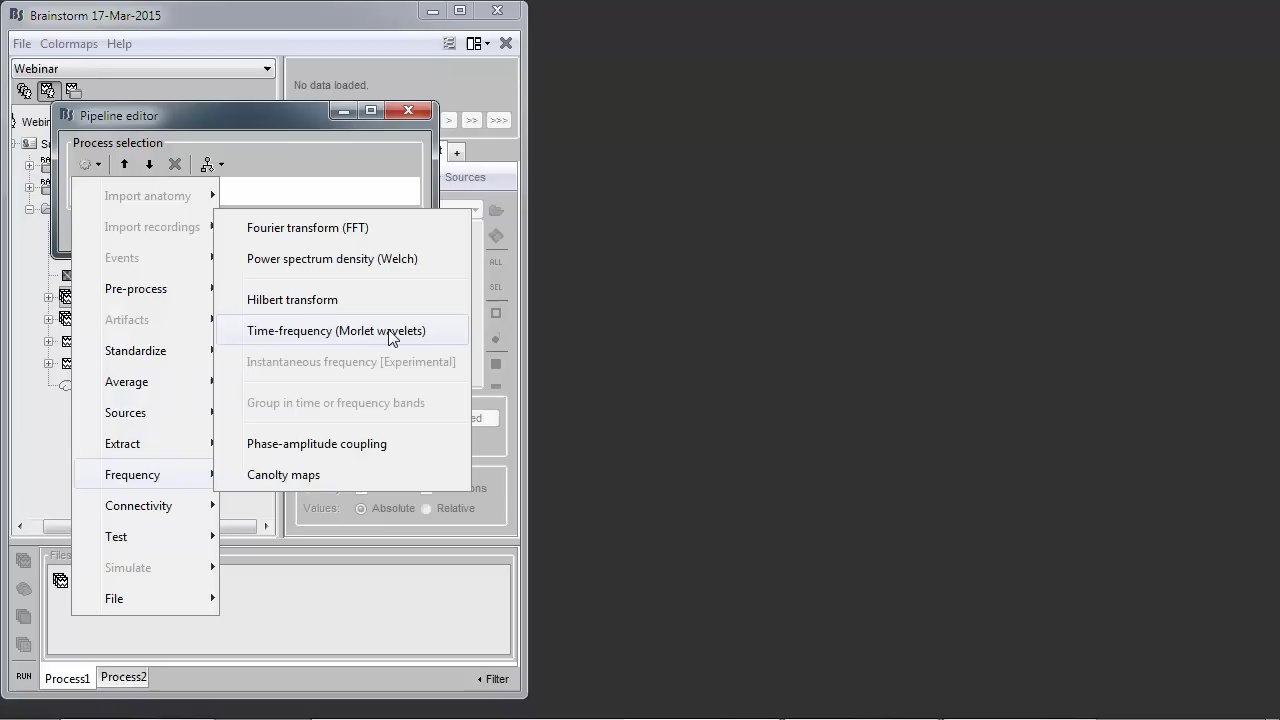 Brainstorm 17-Mar-2015
File Colormaps Help
Webinar
No data loaded.
Pipeline editor
> >> >>>
Process selection
+
Sources
Import anatomy
Import recordings
Events
Pre-process
Artifacts
Standardize
Average
Sources
Extract
Frequency
Connectivity
Test
Simulate
File
Fourier transform (FFT)
Power spectrum density (Welch)
Hilbert transform
Time-frequency (Morlet wavelets)
Instantaneous frequency [Experimental]
Group in time or frequency bands
Phase-amplitude coupling
Canolty maps
ALL
SEL
Values: Absolute Relative
Files
RUN
Process1 Process2
Filter